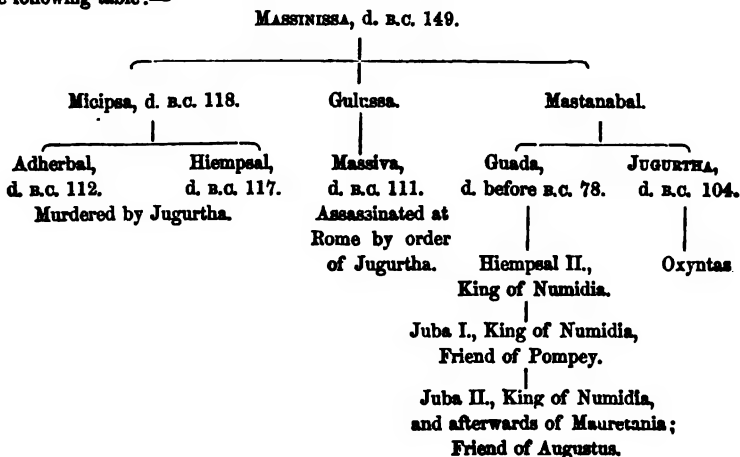 following table:—
MASSINISSA, d. B.C. 149.
Micipsa, d. B.C. 118. Gulussa. Mastanabal.
Adherbal, Hiempsal, Massiva, Guada, JUGURTHA,
d. B.C. 112. d. B.C. 117. d. B.C. 111. d. before B.C. 78. d. B.C. 104.
Murdered by Jugurtha. Assassinated at
Rome by order
of Jugurtha. Hiempsal II., Oxyntas
King of Numidia.
Juba I., King of Numidia,
Friend of Pompey.
Juba II., King of Numidia,
and afterwards of Mauretania;
Friend of Augustus.